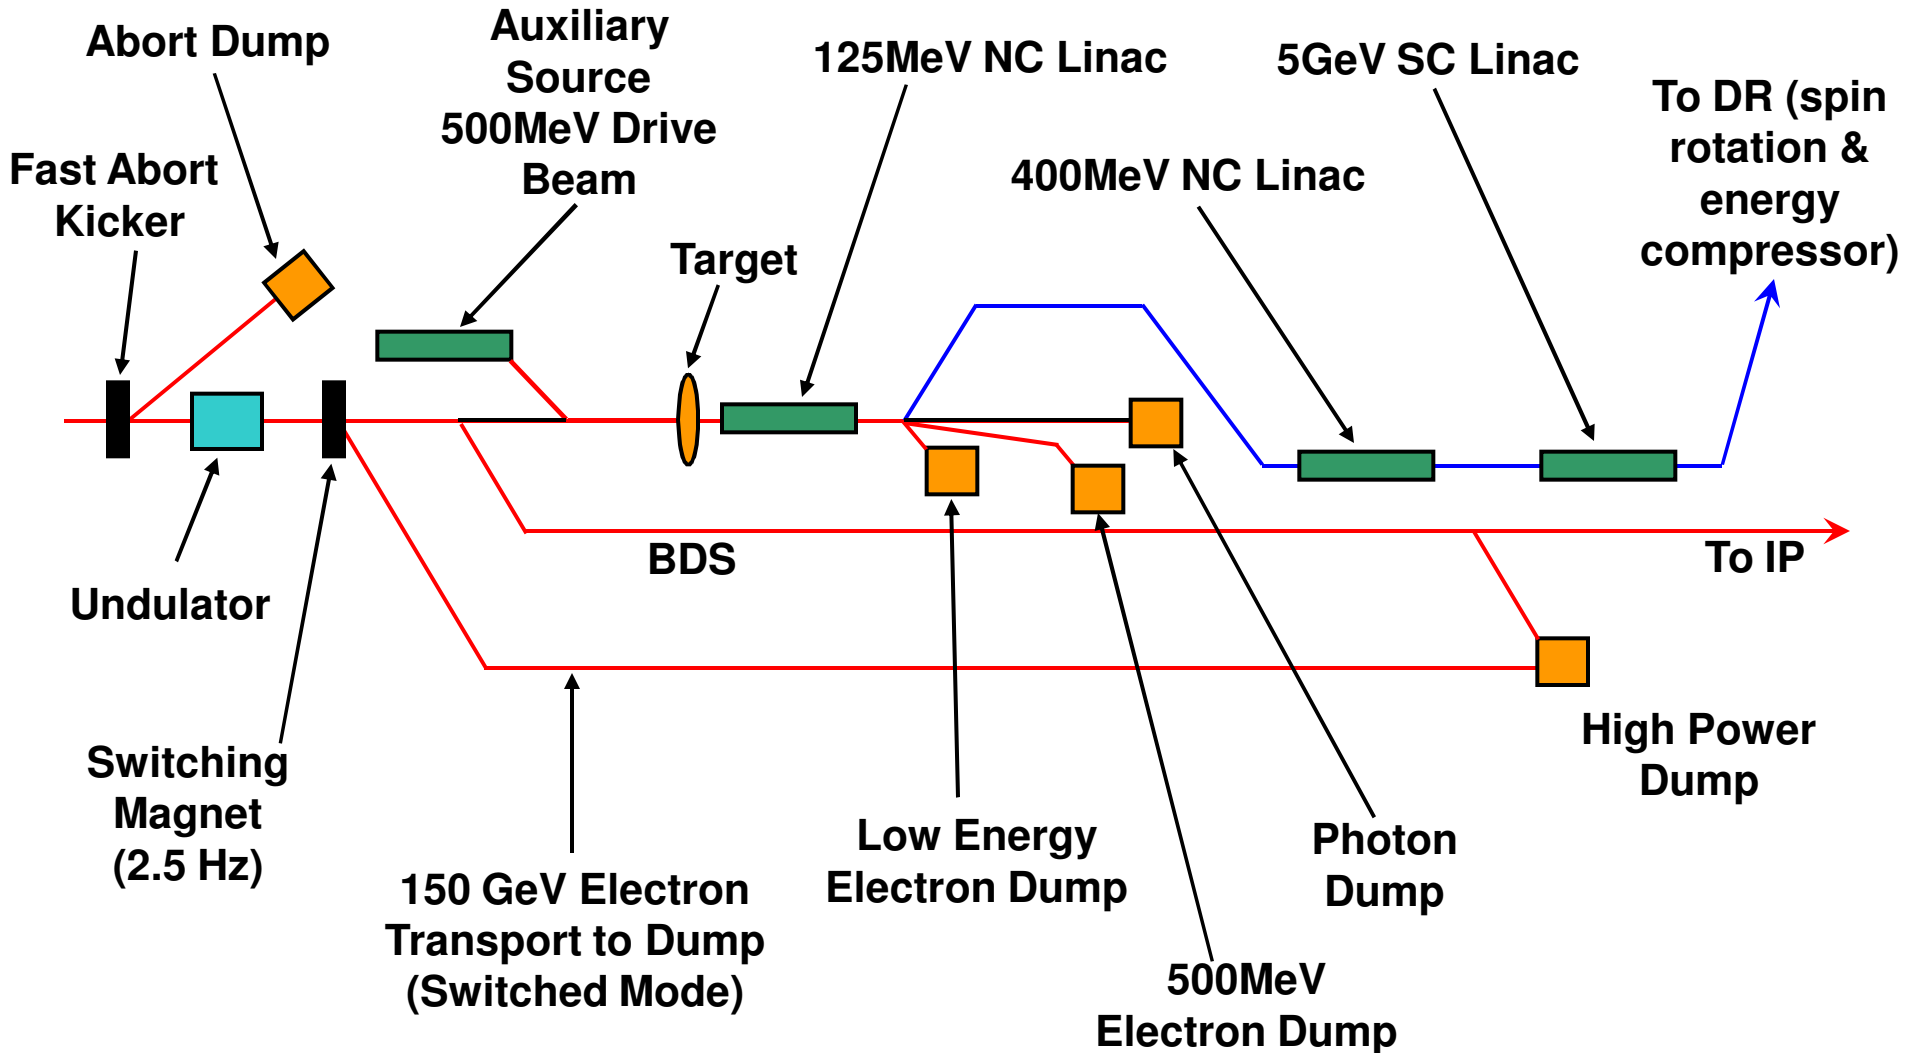 Abort Dump
Auxiliary
Source
500MeV Drive
Beam
125MeV NC Linac
5GeV SC Linac
To DR (spin
rotation &
energy
compressor)
Fast Abort
Kicker
400MeV NC Linac
Target
BDS
To IP
Undulator
Switching
Magnet
(2.5 Hz)
150 GeV Electron
Transport to Dump
(Switched Mode)
Low Energy
Electron Dump
500MeV
Electron Dump
Photon
Dump
High Power
Dump